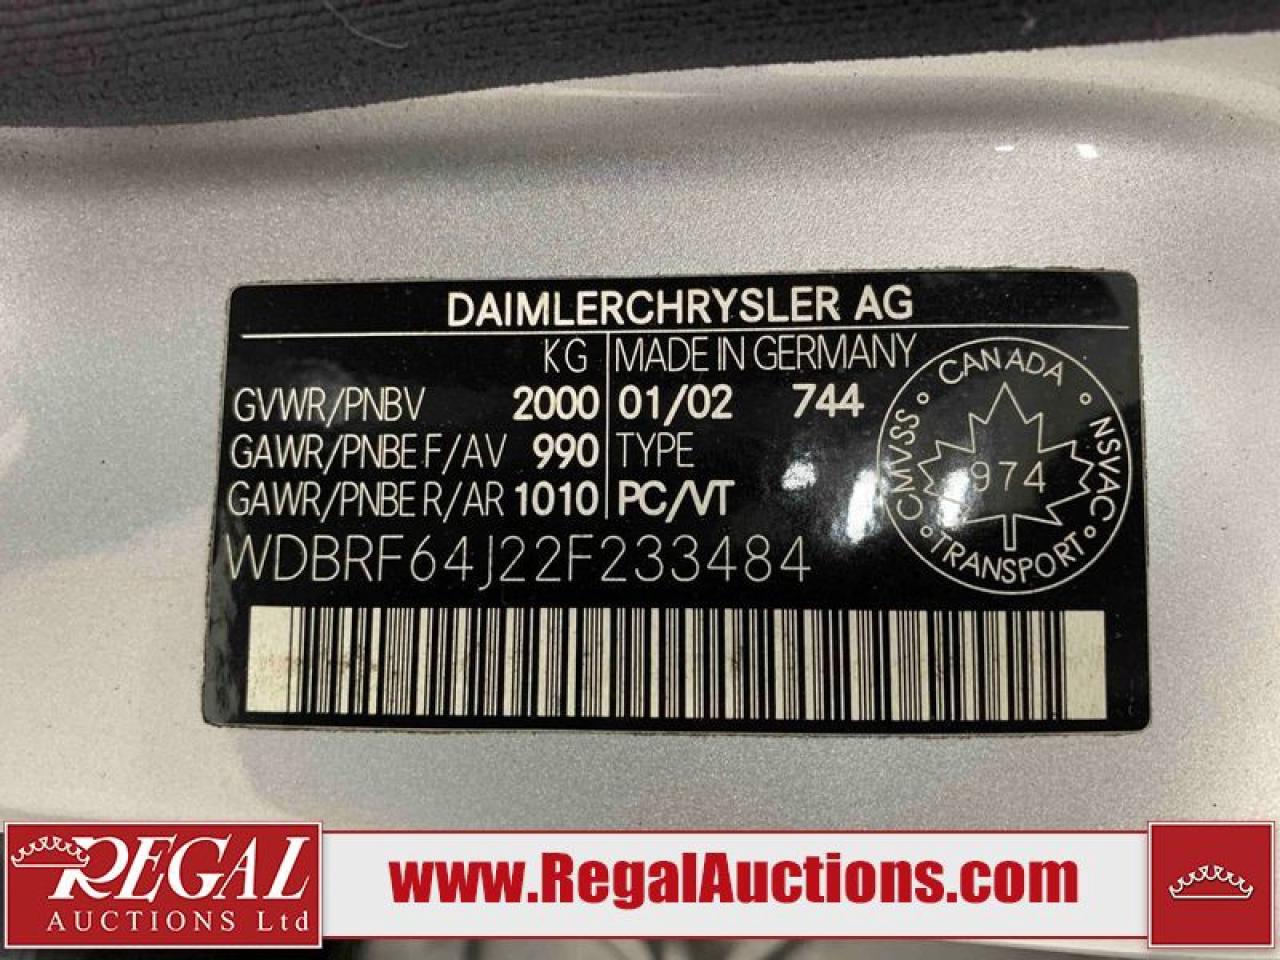 DAIMLERCHRYSLER AG
KG MADE IN GERMANY
GVWR/PNBV 2000 01/02 744
GAWR/PNBE F/AV 990 TYPE
GAWR/PNBE R/AR 1010 PC/VT
WDBRF64J22F233484
CANADA
CMVSS
NSVAC
974
TRANSPORT
REGAL
AUCTIONS Ltd
www.RegalAuctions.com